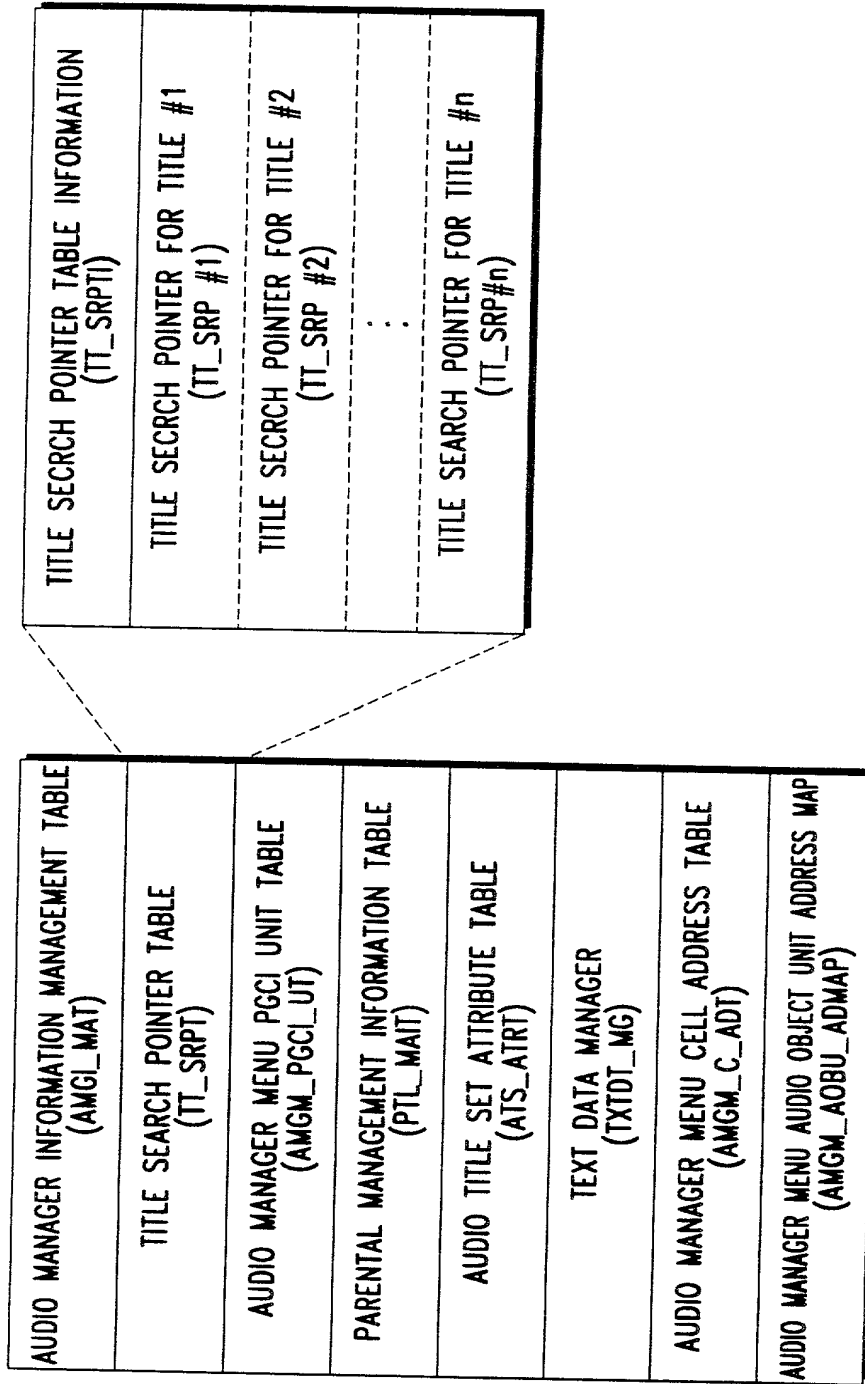 AUDIO MANAGER INFORMATION MANAGEMENT TABLE
(AMGI_MAT)
TITLE SEARCH POINTER TABLE
(TT_SRPT)
AUDIO MANAGER MENU PGCI UNIT TABLE
(AMGM_PGCI_UT)
PARENTAL MANAGEMENT INFORMATION TABLE
(PTL_MAIT)
AUDIO TITLE SET ATTRIBUTE TABLE
(ATS_ATRT)
TEXT DATA MANAGER
(TXTDT_MG)
AUDIO MANAGER MENU CELL ADDRESS TABLE
(AMGM_C_ADT)
AUDIO MANAGER MENU AUDIO OBJECT UNIT ADDRESS MAP
(AMGM_AOBU_ADMAP)
TITLE SECRCH POINTER TABLE INFORMATION
(TT_SRPTI)
TITLE SECRCH POINTER FOR TITLE #1
(TT_SRP #1)
TITLE SECRCH POINTER FOR TITLE #2
(TT_SRP #2)
. . .
TITLE SEARCH POINTER FOR TITLE #n
(TT_SRP#n)